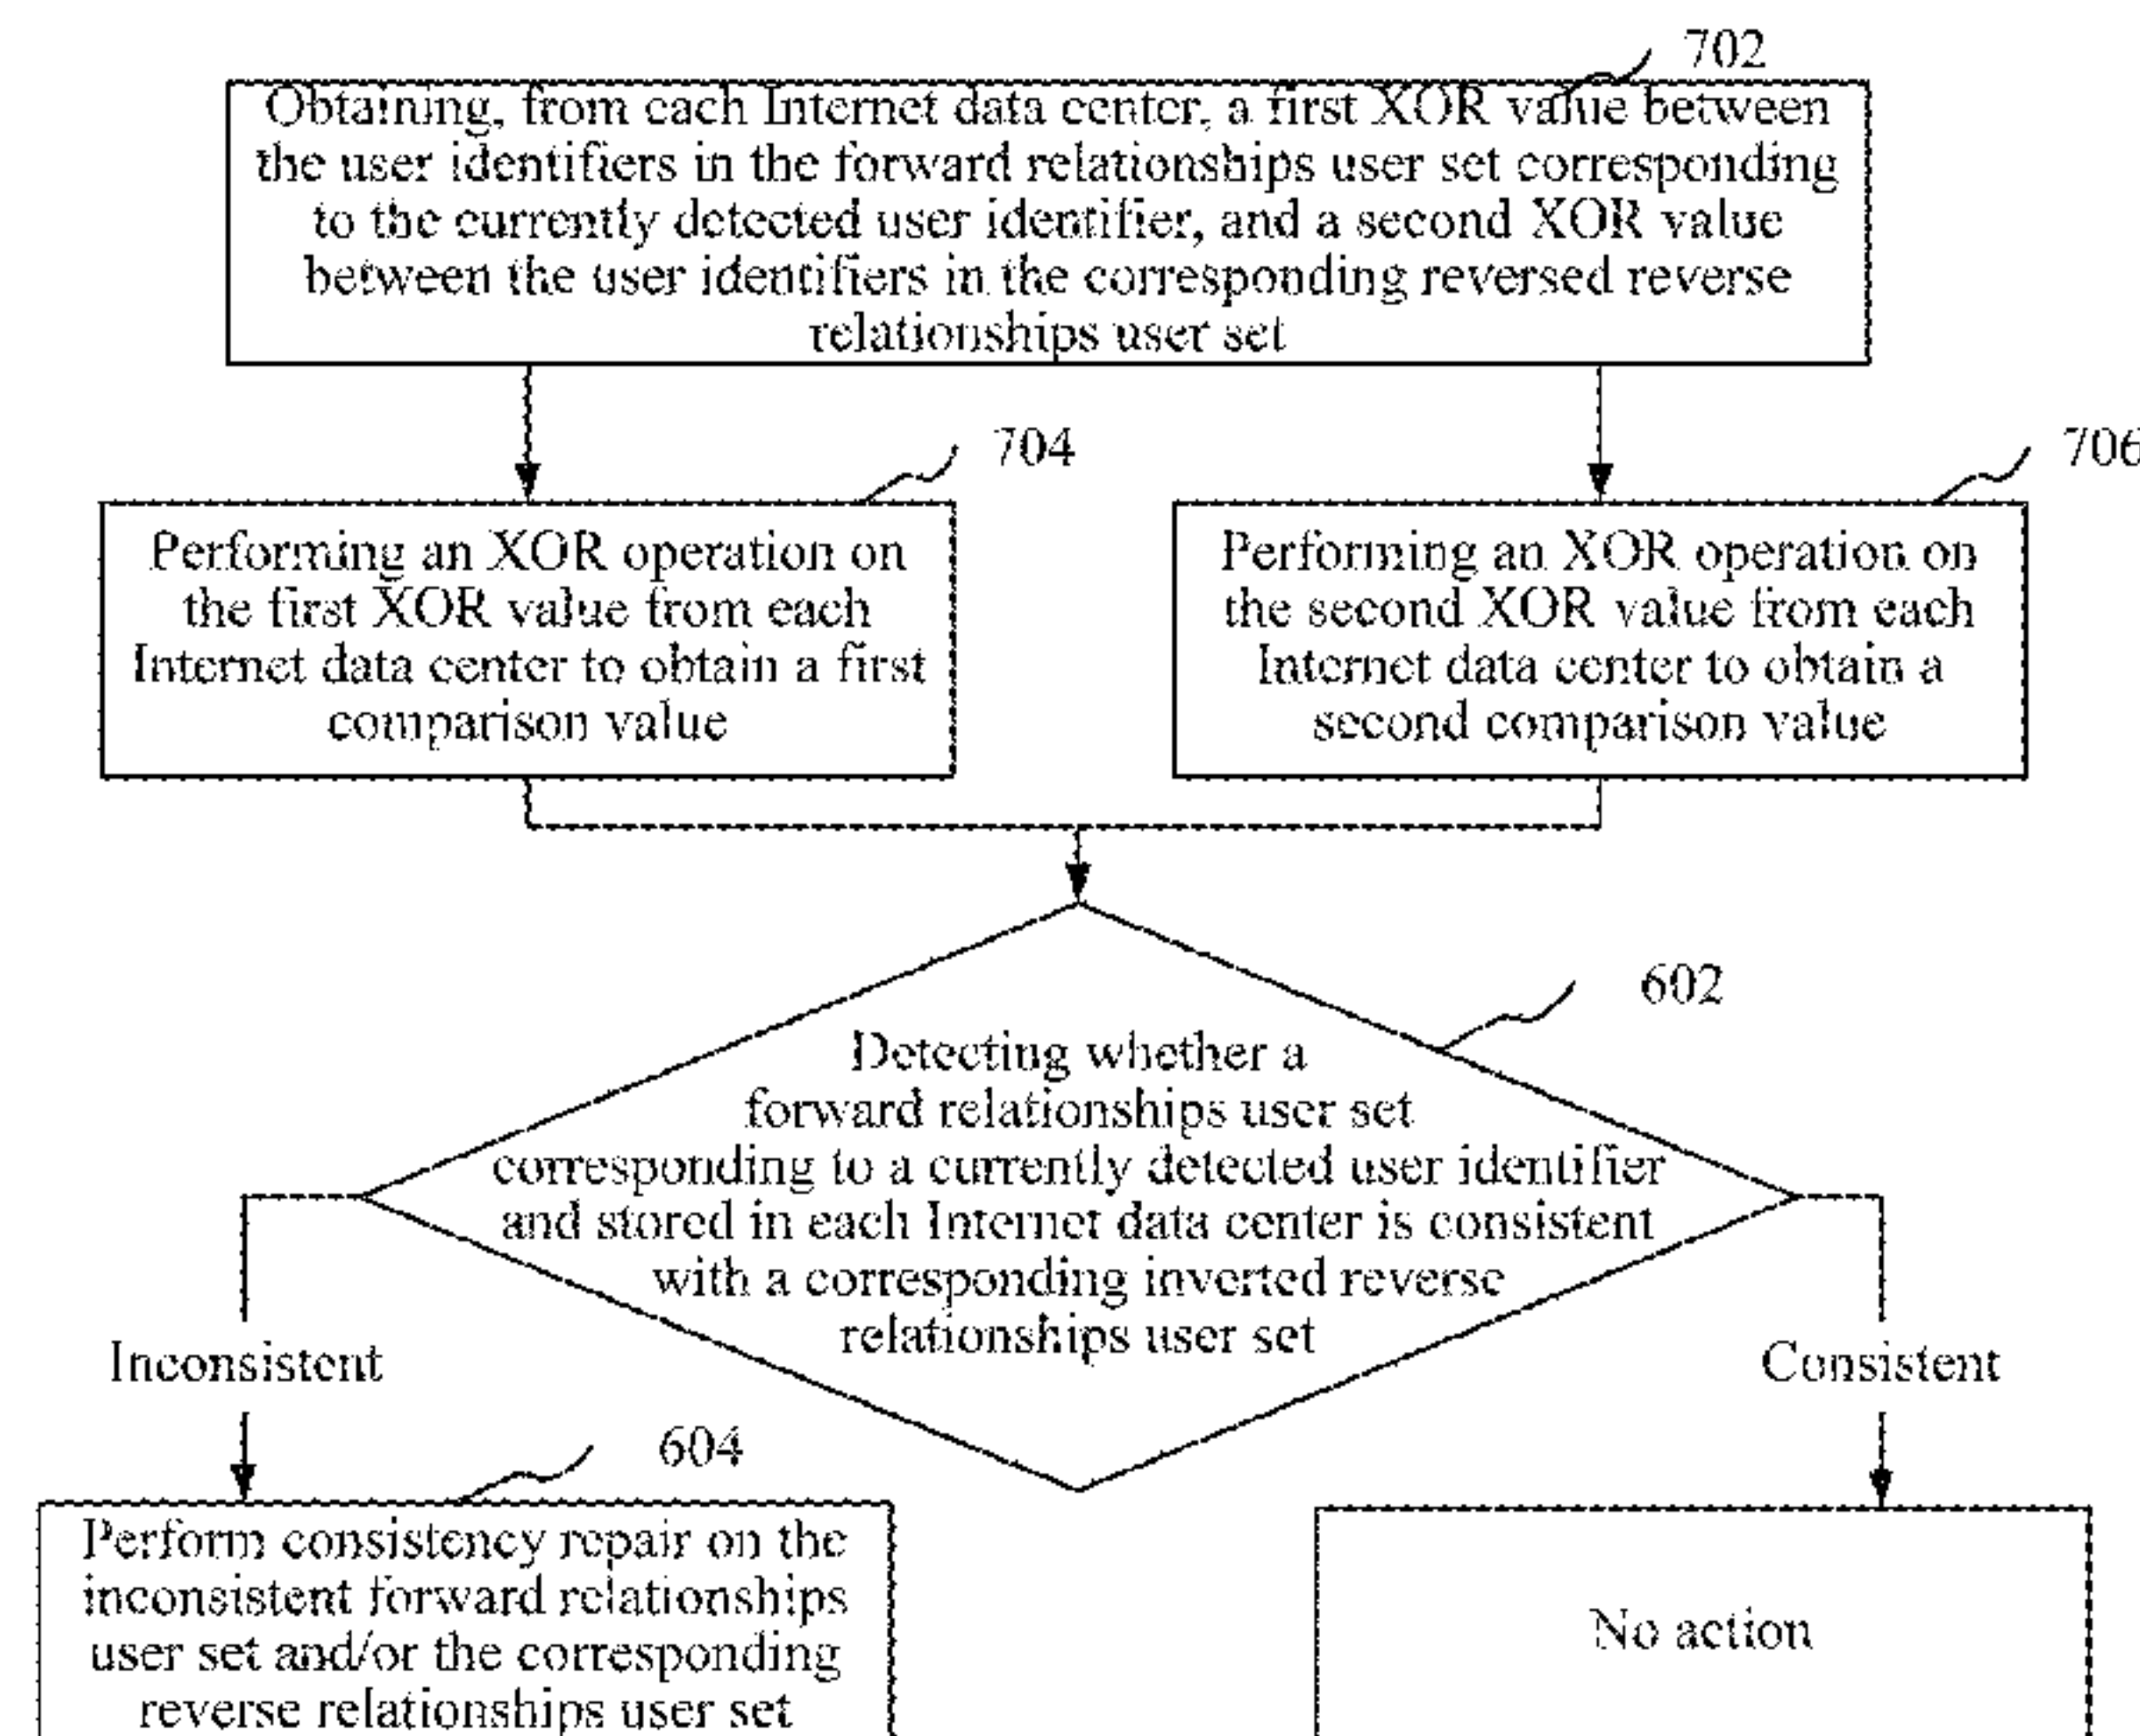 702
Obtaining, from each Internet data center, a first XOR value between
the user identifiers in the forward relationships user set corresponding
to the currently detected user identifier, and a second XOR value
between the user identifiers in the corresponding reversed reverse
relationships user set
704
706
Performing an XOR operation on
the first XOR value from each
Internet data center to obtain a first
comparison value
Performing an XOR operation on
the second XOR value from each
Internet data center to obtain a
second comparison value
602
Detecting whether a
forward relationships user set
corresponding to a currently detected user identifier
and stored in each Internet data center is consistent
with a corresponding inverted reverse
relationships user set
Inconsistent
Consistent
604
Perform consistency repair on the
inconsistent forward relationships
user set and/or the corresponding
reverse relationships user set
No action